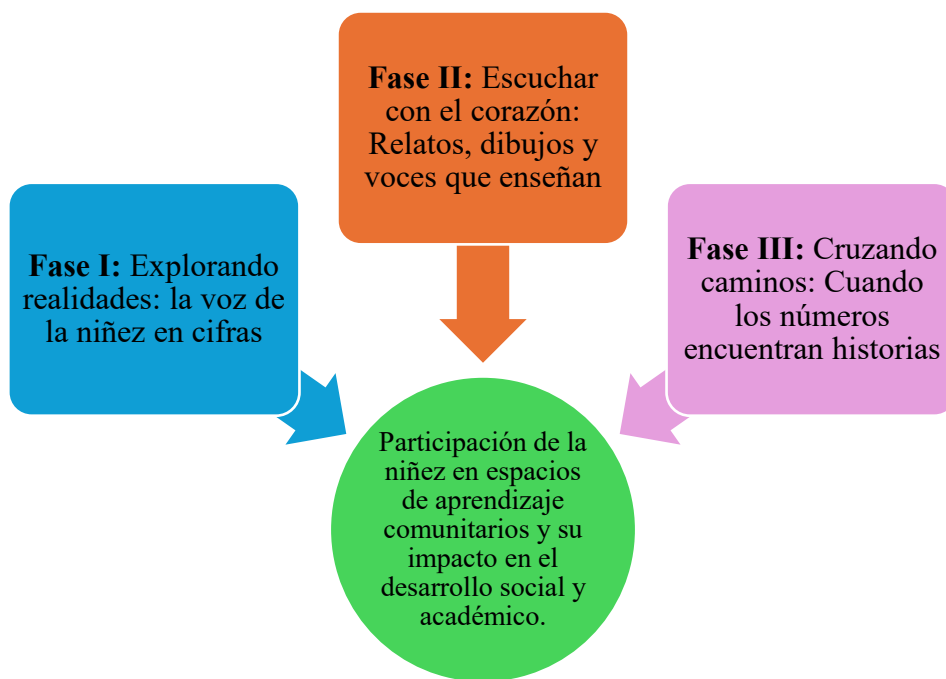 Fase I: Explorando
realidades: la voz de
la niñez en cifras
Fase II: Escuchar
con el corazón:
Relatos, dibujos y
voces que enseñan
Fase III: Cruzando
caminos: Cuando
los números
encuentran historias
Participación de la
niñez en espacios
de aprendizaje
comunitarios y su
impacto en el
desarrollo social y
académico.